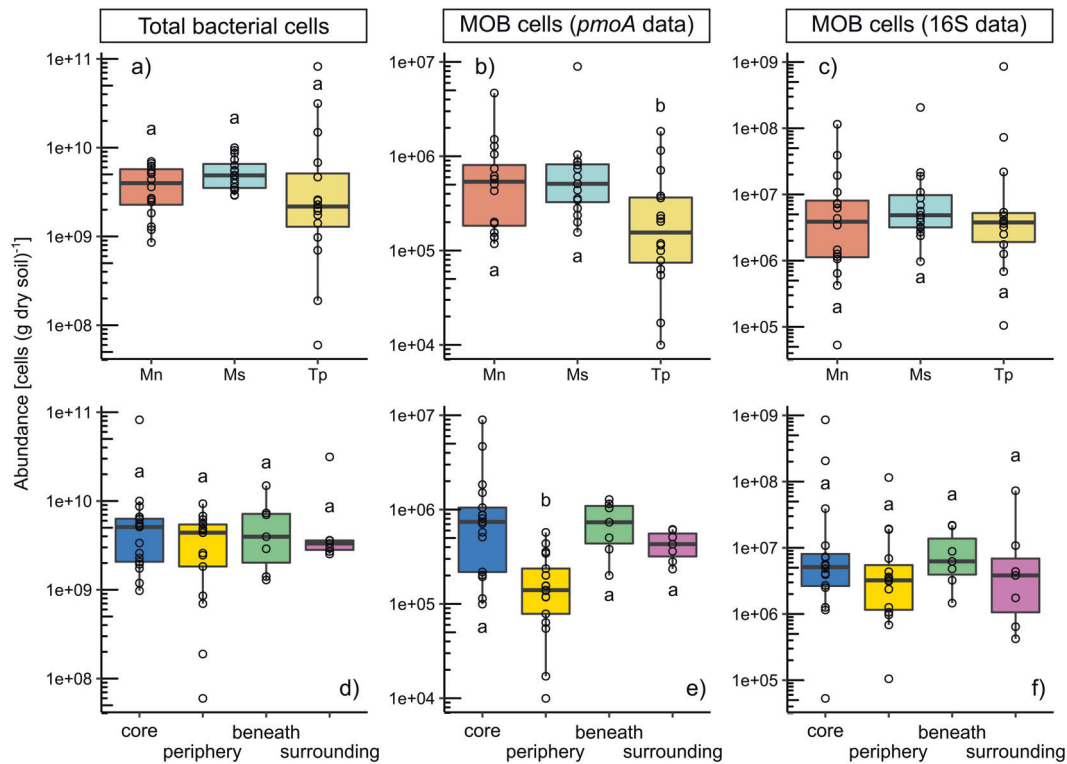 Total bacterial cells
MOB cells (pmoA data)
MOB cells (16S data)
Abundance [cells (g dry soil)⁻¹]
a)
1e+11
1e+10
1e+09
1e+08
a
a
a
Mn
Ms
Tp
b)
1e+07
1e+06
1e+05
1e+04
a
a
b
Mn
Ms
Tp
c)
1e+09
1e+08
1e+07
1e+06
1e+05
a
a
a
Mn
Ms
Tp
1e+11
1e+10
1e+09
1e+08
a
a
a
a
d)
core
periphery
beneath
surrounding
1e+07
1e+06
1e+05
1e+04
a
b
a
a
e)
core
periphery
beneath
surrounding
1e+09
1e+08
1e+07
1e+06
1e+05
a
a
a
a
f)
core
periphery
beneath
surrounding